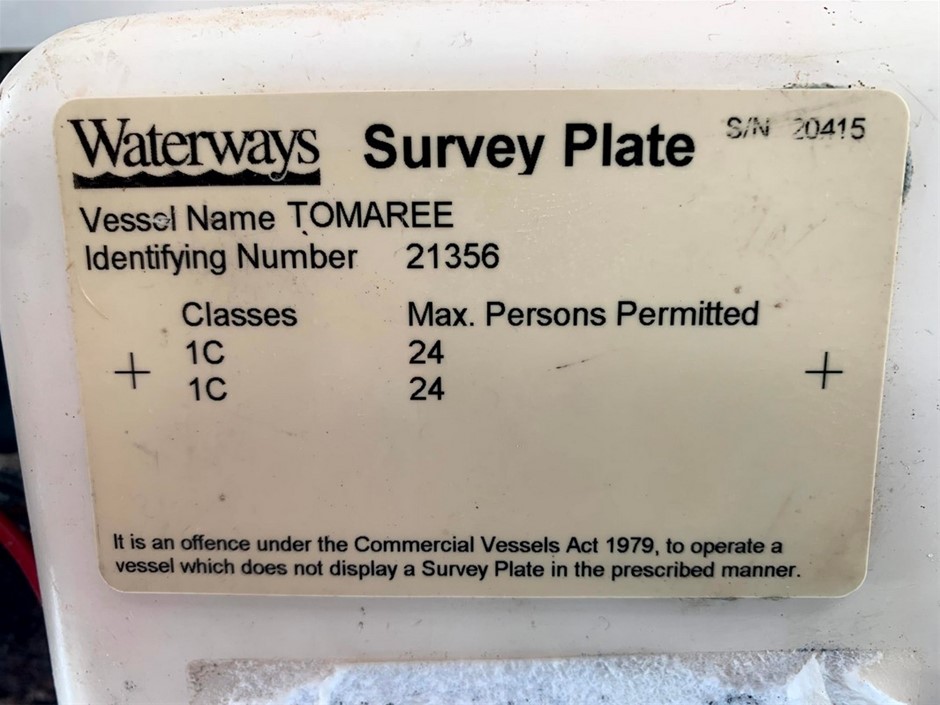 Waterways Survey Plate S/N 20415
Vessel Name TOMAREE
Identifying Number 21356
Classes Max. Persons Permitted
1C 24
1C 24
It is an offence under the Commercial Vessels Act 1979, to operate a
vessel which does not display a Survey Plate in the prescribed manner.